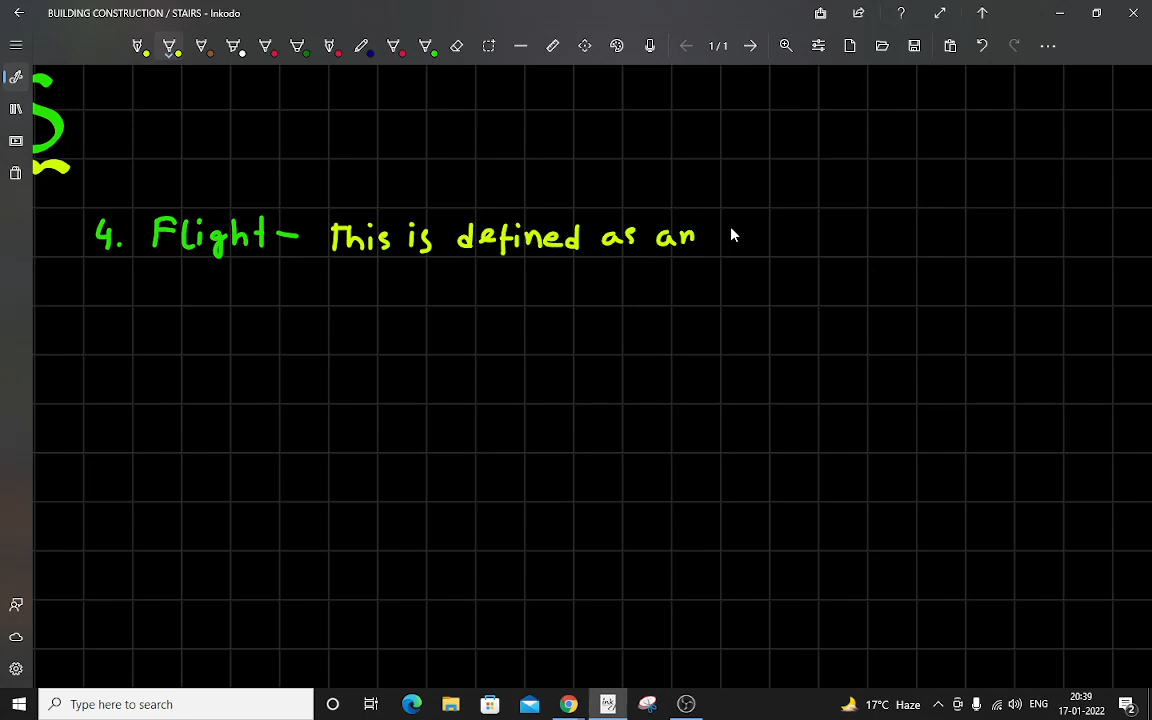 BUILDING CONSTRUCTION / STAIRS - Inkodo
1/1
S
4. Flight - This is defined as an
Type here to search
17°C Haze
ENG
20:39
17-01-2022
2